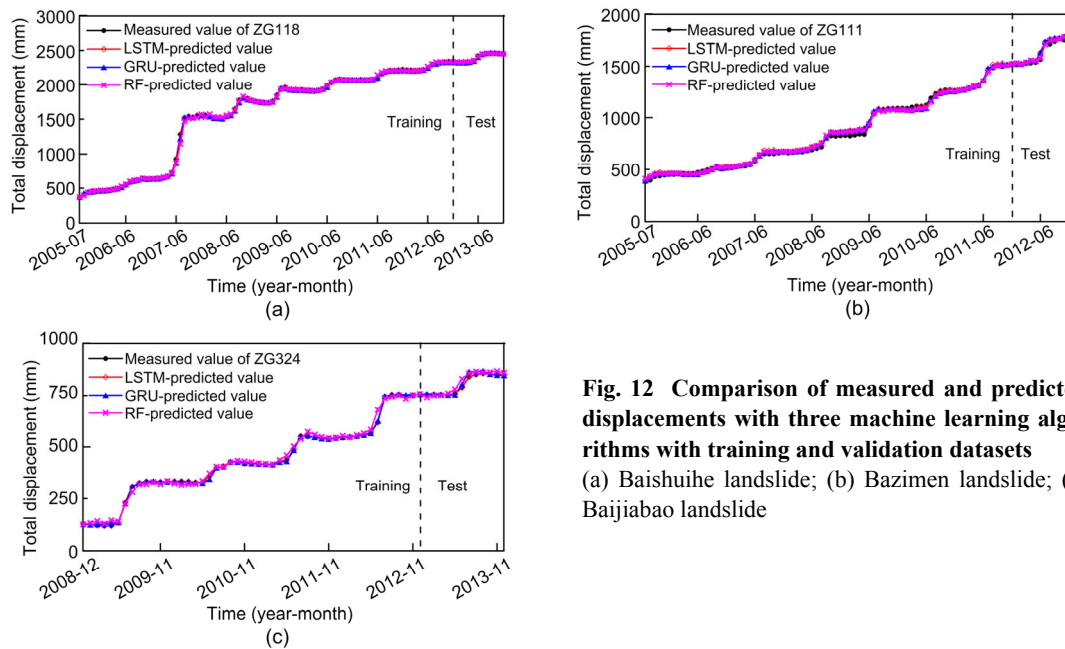 3000
2500
2000
1500
1000
500
0
Total displacement (mm)
Measured value of ZG118
LSTM-predicted value
GRU-predicted value
RF-predicted value
Training
Test
2005-07
2006-06
2007-06
2008-06
2009-06
2010-06
2011-06
2012-06
2013-06
Time (year-month)
(a)
2000
1500
1000
500
0
Total displacement (mm)
Measured value of ZG111
LSTM-predicted value
GRU-predicted value
RF-predicted value
Training
Test
2005-07
2006-06
2007-06
2008-06
2009-06
2010-06
2011-06
2012-06
Time (year-month)
(b)
1000
750
500
250
0
Total displacement (mm)
Measured value of ZG324
LSTM-predicted value
GRU-predicted value
RF-predicted value
Training
Test
2008-12
2009-11
2010-11
2011-11
2012-11
2013-11
Time (year-month)
(c)
Fig. 12 Comparison of measured and predicte
displacements with three machine learning alg
rithms with training and validation datasets
(a) Baishuihe landslide; (b) Bazimen landslide; (
Baijiabao landslide